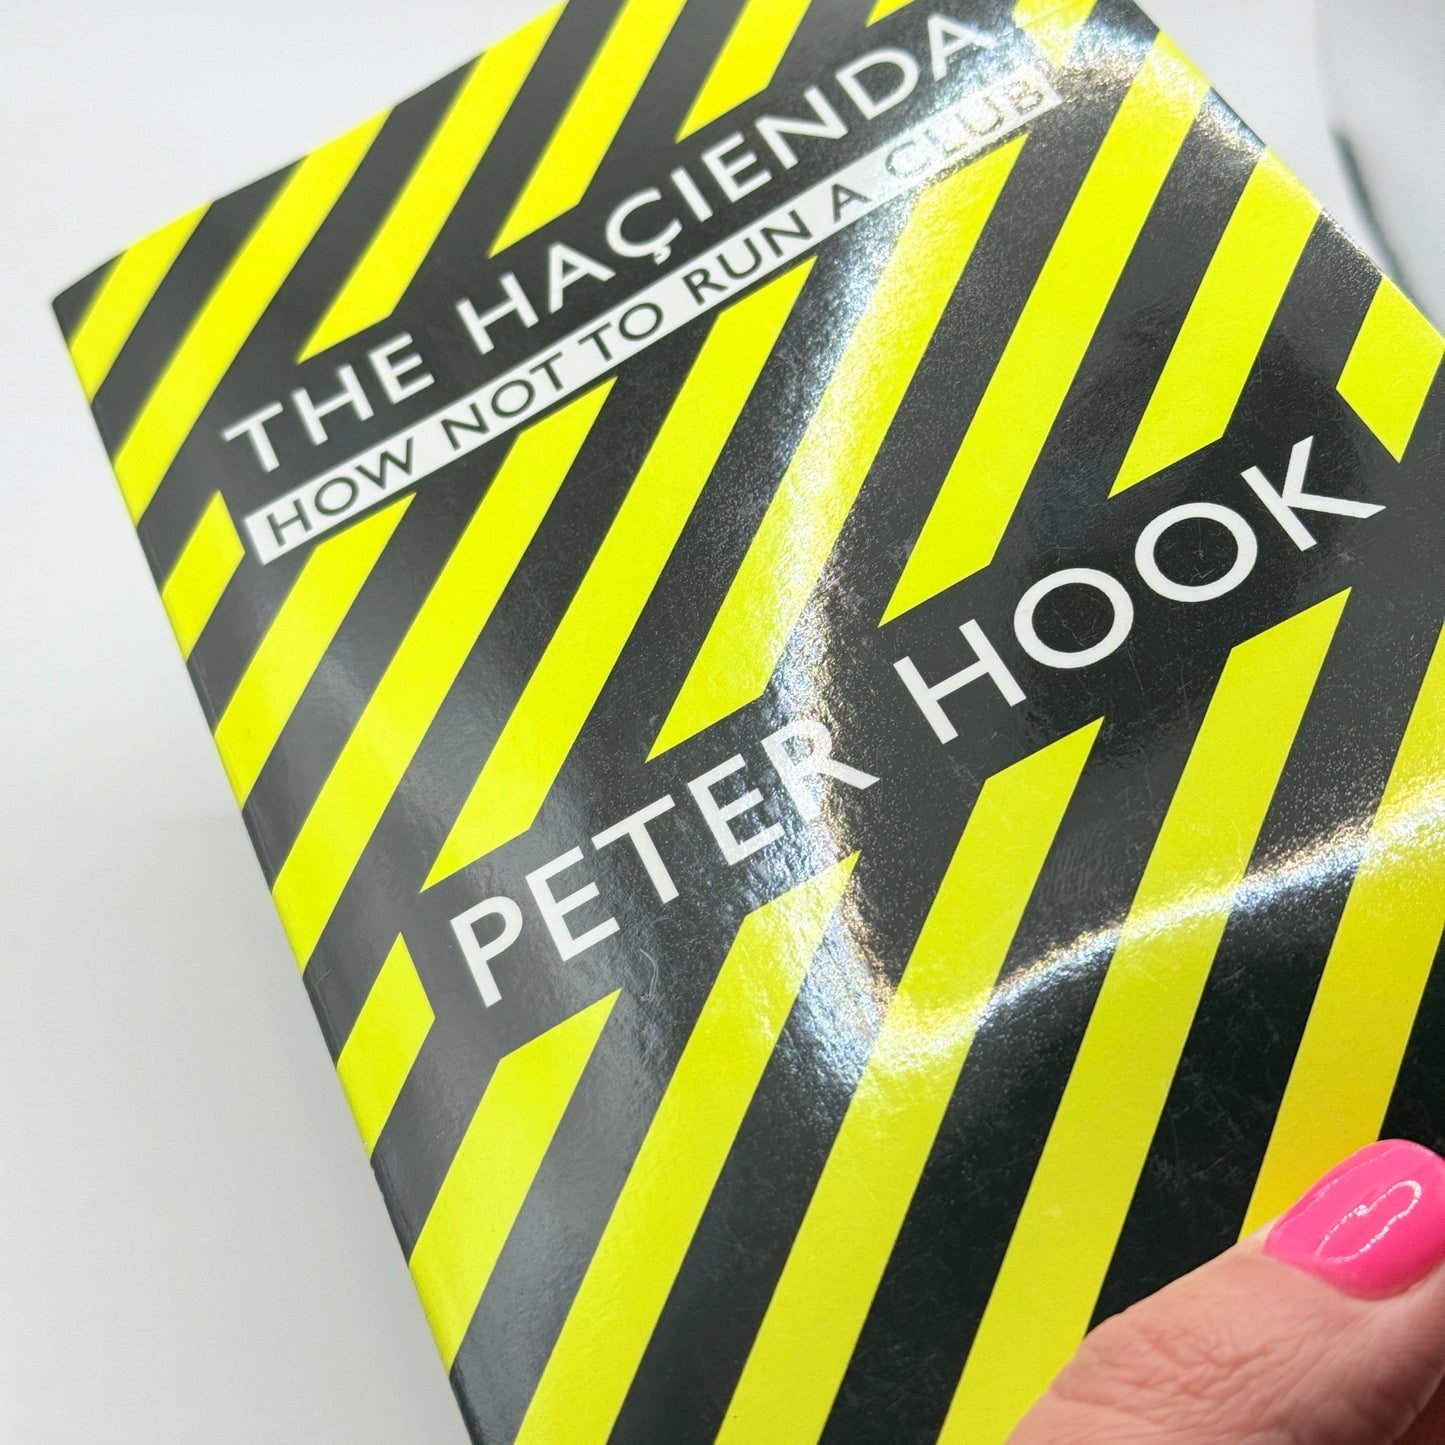 THE HAÇIENDA
HOW NOT TO RUN A CLUB
PETER HOOK